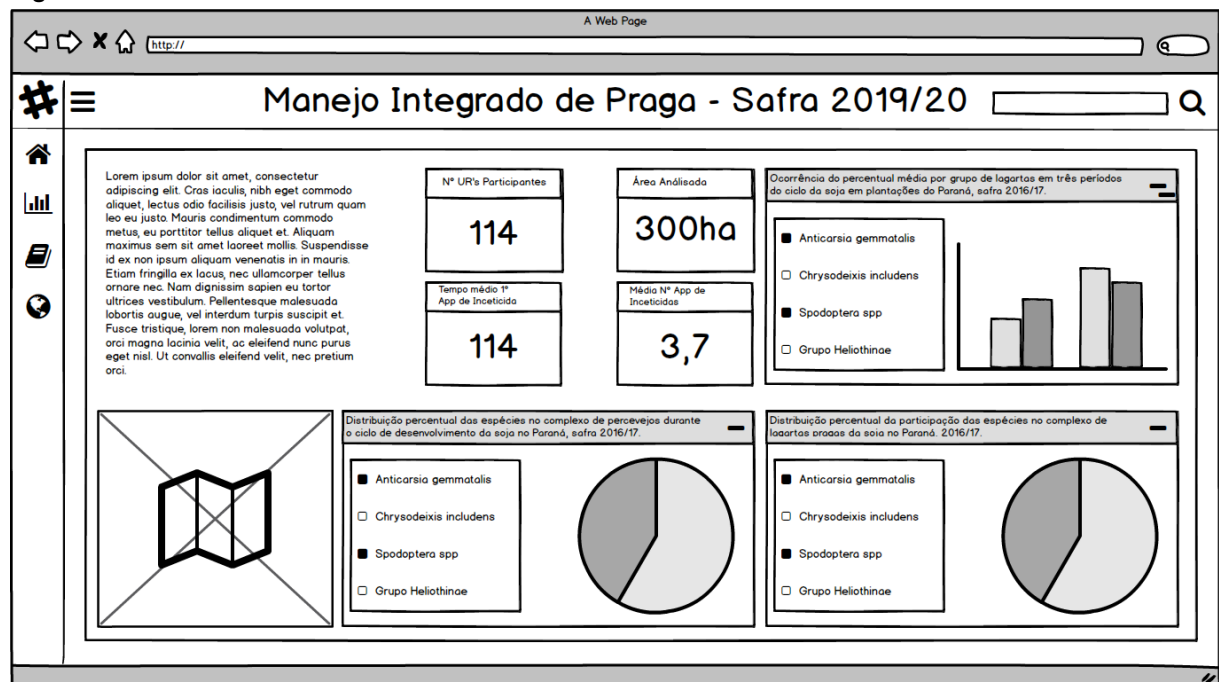 A Web Page
http://
Manejo Integrado de Praga - Safra 2019/20
Lorem ipsum dolor sit amet, consectetur
adipiscing elit. Cras iaculis, nibh eget commodo
aliquet, lectus odio facilisis justo, vel rutrum quam
leo eu justo. Mauris condimentum commodo
metus, eu porttitor tellus aliquet et. Aliquam
maximus sem sit amet laoreet mollis. Suspendisse
id ex non ipsum aliquam venenatis in in mauris.
Etiam fringilla ex lacus, nec ullamcorper tellus
ornare nec. Nam dignissim sapien eu tortor
ultrices vestibulum. Pellentesque malesuada
lobortis augue, vel interdum turpis suscipit et.
Fusce tristique, lorem non malesuada volutpat,
orci magna lacinia velit, ac eleifend nunc purus
eget nisl. Ut convallis eleifend velit, nec pretium
orci.
N° UR's Participantes
114
Área Análisada
300ha
Tempo médio 1°
App de Inceticida
114
Média N° App de
Inceticidas
3,7
Ocorrência do percentual média por grupo de lagartas em três períodos
do ciclo da soja em plantações do Paraná, safra 2016/17.
Anticarsia gemmatalis
Chrysodeixis includens
Spodoptera spp
Grupo Heliothinae
Distribuição percentual das espécies no complexo de percevejos durante
o ciclo de desenvolvimento da soja no Paraná, safra 2016/17.
Anticarsia gemmatalis
Chrysodeixis includens
Spodoptera spp
Grupo Heliothinae
Distribuição percentual da participação das espécies no complexo de
lagartas pragas da soja no Paraná. 2016/17.
Anticarsia gemmatalis
Chrysodeixis includens
Spodoptera spp
Grupo Heliothinae